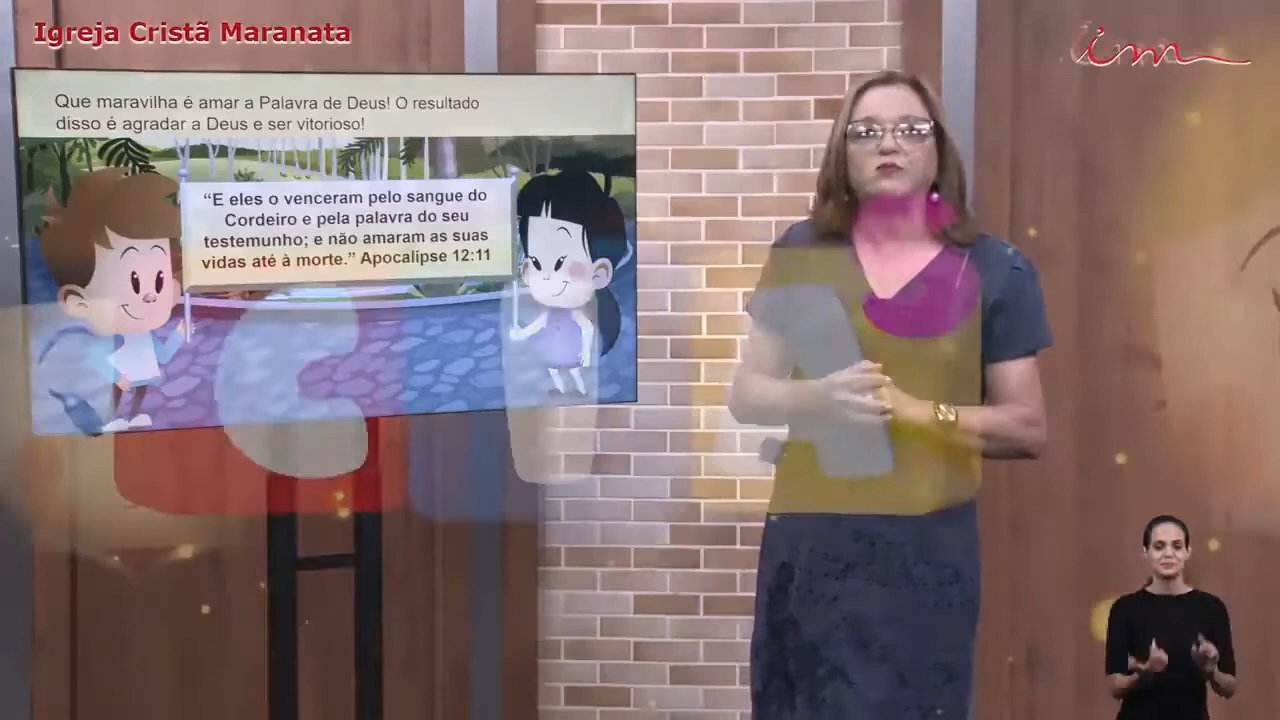 Igreja Cristã Maranata
im
Que maravilha é amar a Palavra de Deus! O resultado
disso é agradar a Deus e ser vitorioso!
“E eles o venceram pelo sangue do
Cordeiro e pela palavra do seu
testemunho; e não amaram as suas
vidas até à morte.” Apocalipse 12:11